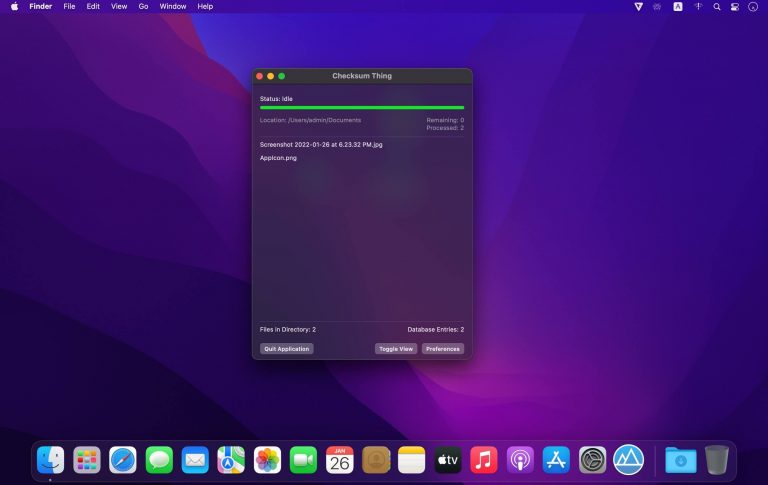 Finder File Edit View Go Window Help
A
Checksum Thing
Status: Idle
Location: /Users/admin/Documents Remaining: 0
Processed: 2
Screenshot 2022-01-26 at 6.23.32 PM.jpg
AppIcon.png
Files in Directory: 2 Database Entries: 2
Quit Application Toggle View Preferences
JAN
26
tv